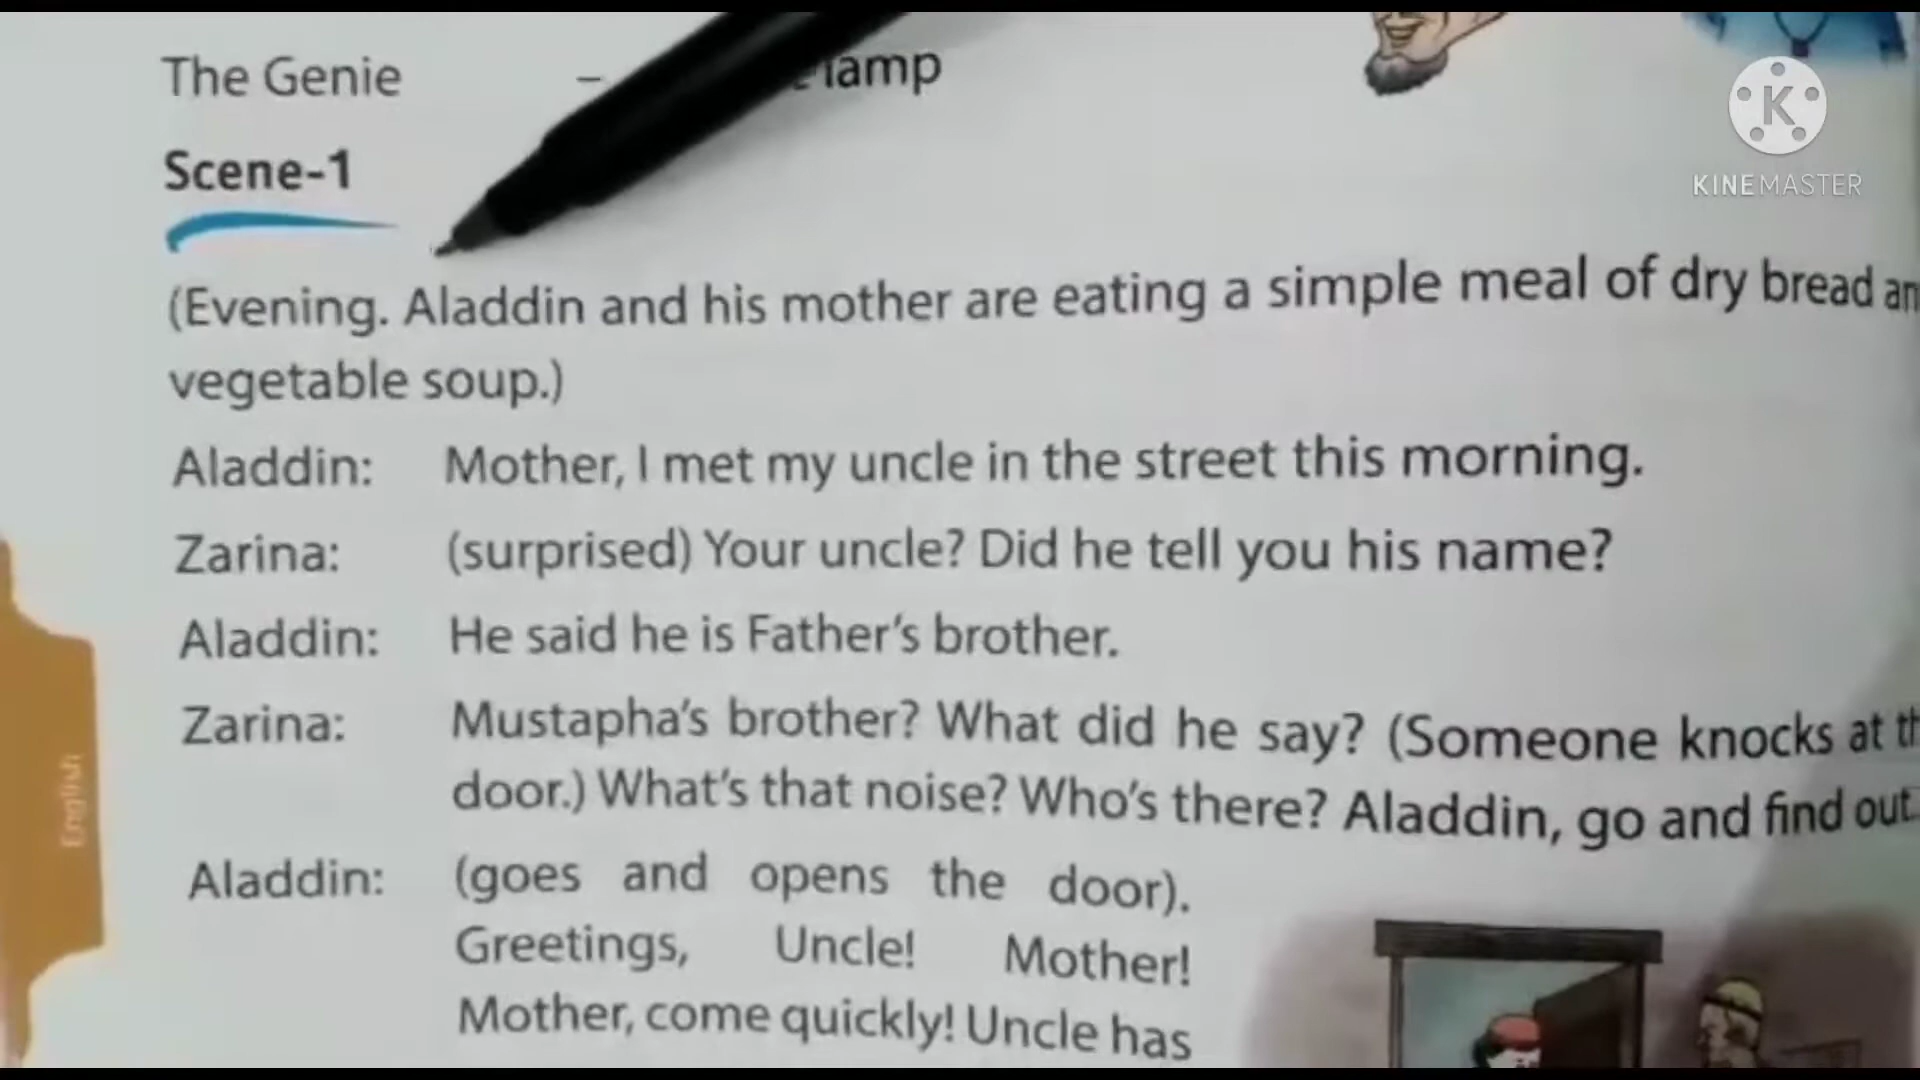 The Genie – lamp
Scene-1
KINEMASTER
(Evening. Aladdin and his mother are eating a simple meal of dry bread
vegetable soup.)
Aladdin: Mother, I met my uncle in the street this morning.
Zarina: (surprised) Your uncle? Did he tell you his name?
Aladdin: He said he is Father's brother.
Zarina: Mustapha's brother? What did he say? (Someone knocks at
door.) What's that noise? Who's there? Aladdin, go and find out.
English
Aladdin: (goes and opens the door).
Greetings, Uncle! Mother!
Mother, come quickly! Uncle has